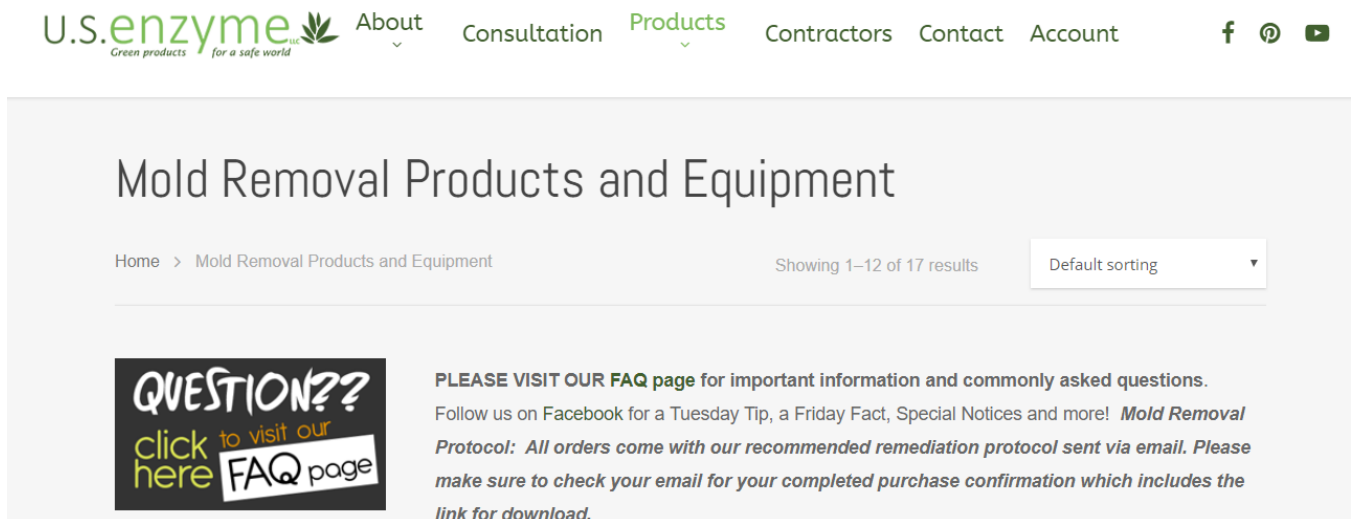 U.S.enzyme LLC
Green products for a safe world
About Consultation Products Contractors Contact Account
Mold Removal Products and Equipment
Home > Mold Removal Products and Equipment
Showing 1–12 of 17 results
Default sorting
QUESTION??
click to visit our
here FAQ page
PLEASE VISIT OUR FAQ page for important information and commonly asked questions.
Follow us on Facebook for a Tuesday Tip, a Friday Fact, Special Notices and more! Mold Removal
Protocol: All orders come with our recommended remediation protocol sent via email. Please
make sure to check your email for your completed purchase confirmation which includes the
link for download.